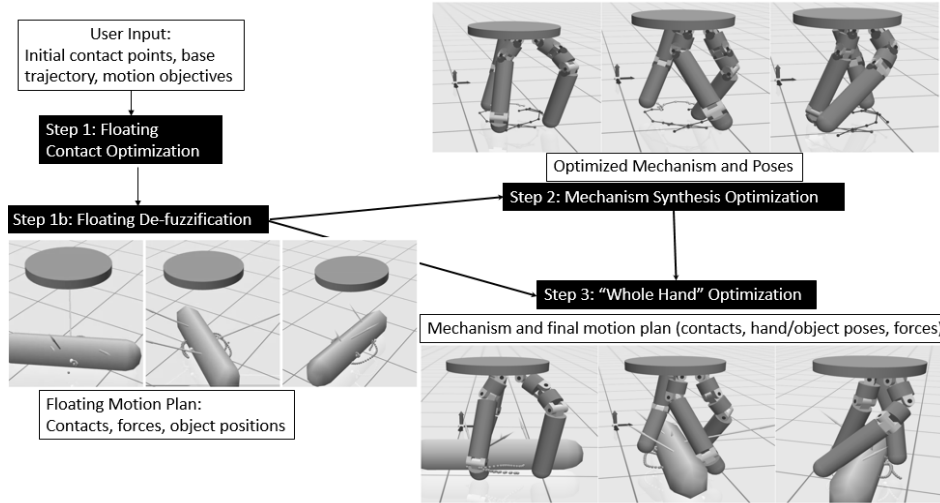 User Input:
Initial contact points, base
trajectory, motion objectives
Step 1: Floating
Contact Optimization
Step 1b: Floating De-fuzzification
Floating Motion Plan:
Contacts, forces, object positions
Optimized Mechanism and Poses
Step 2: Mechanism Synthesis Optimization
Step 3: “Whole Hand” Optimization
Mechanism and final motion plan (contacts, hand/object poses, forces)